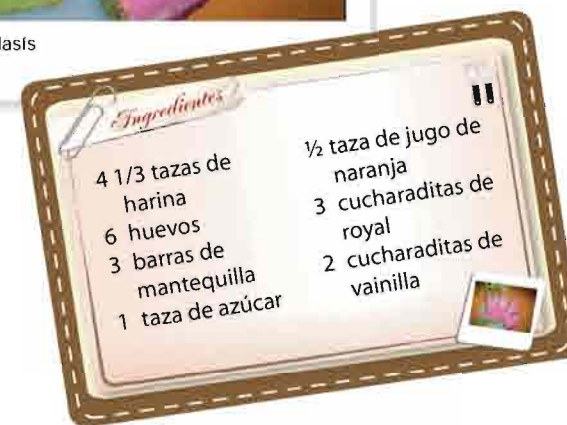 lasís
Ingredientes
4 1/3 tazas de
harina
6 huevos
3 barras de
mantequilla
1 taza de azúcar
½ taza de jugo de
naranja
3 cucharaditas de
royal
2 cucharaditas de
vainilla